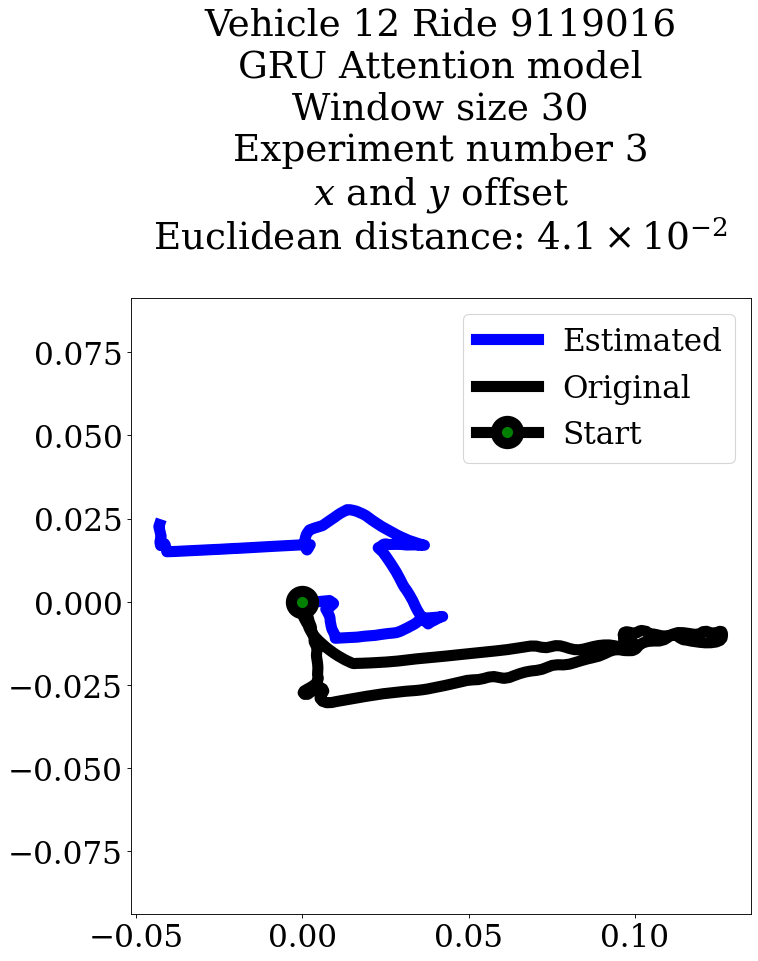 Vehicle 12 Ride 9119016
GRU Attention model
Window size 30
Experiment number 3
x and y offset
Euclidean distance: 4.1 × 10⁻²
Estimated
Original
Start
0.075
0.050
0.025
0.000
−0.025
−0.050
−0.075
−0.05 0.00 0.05 0.10